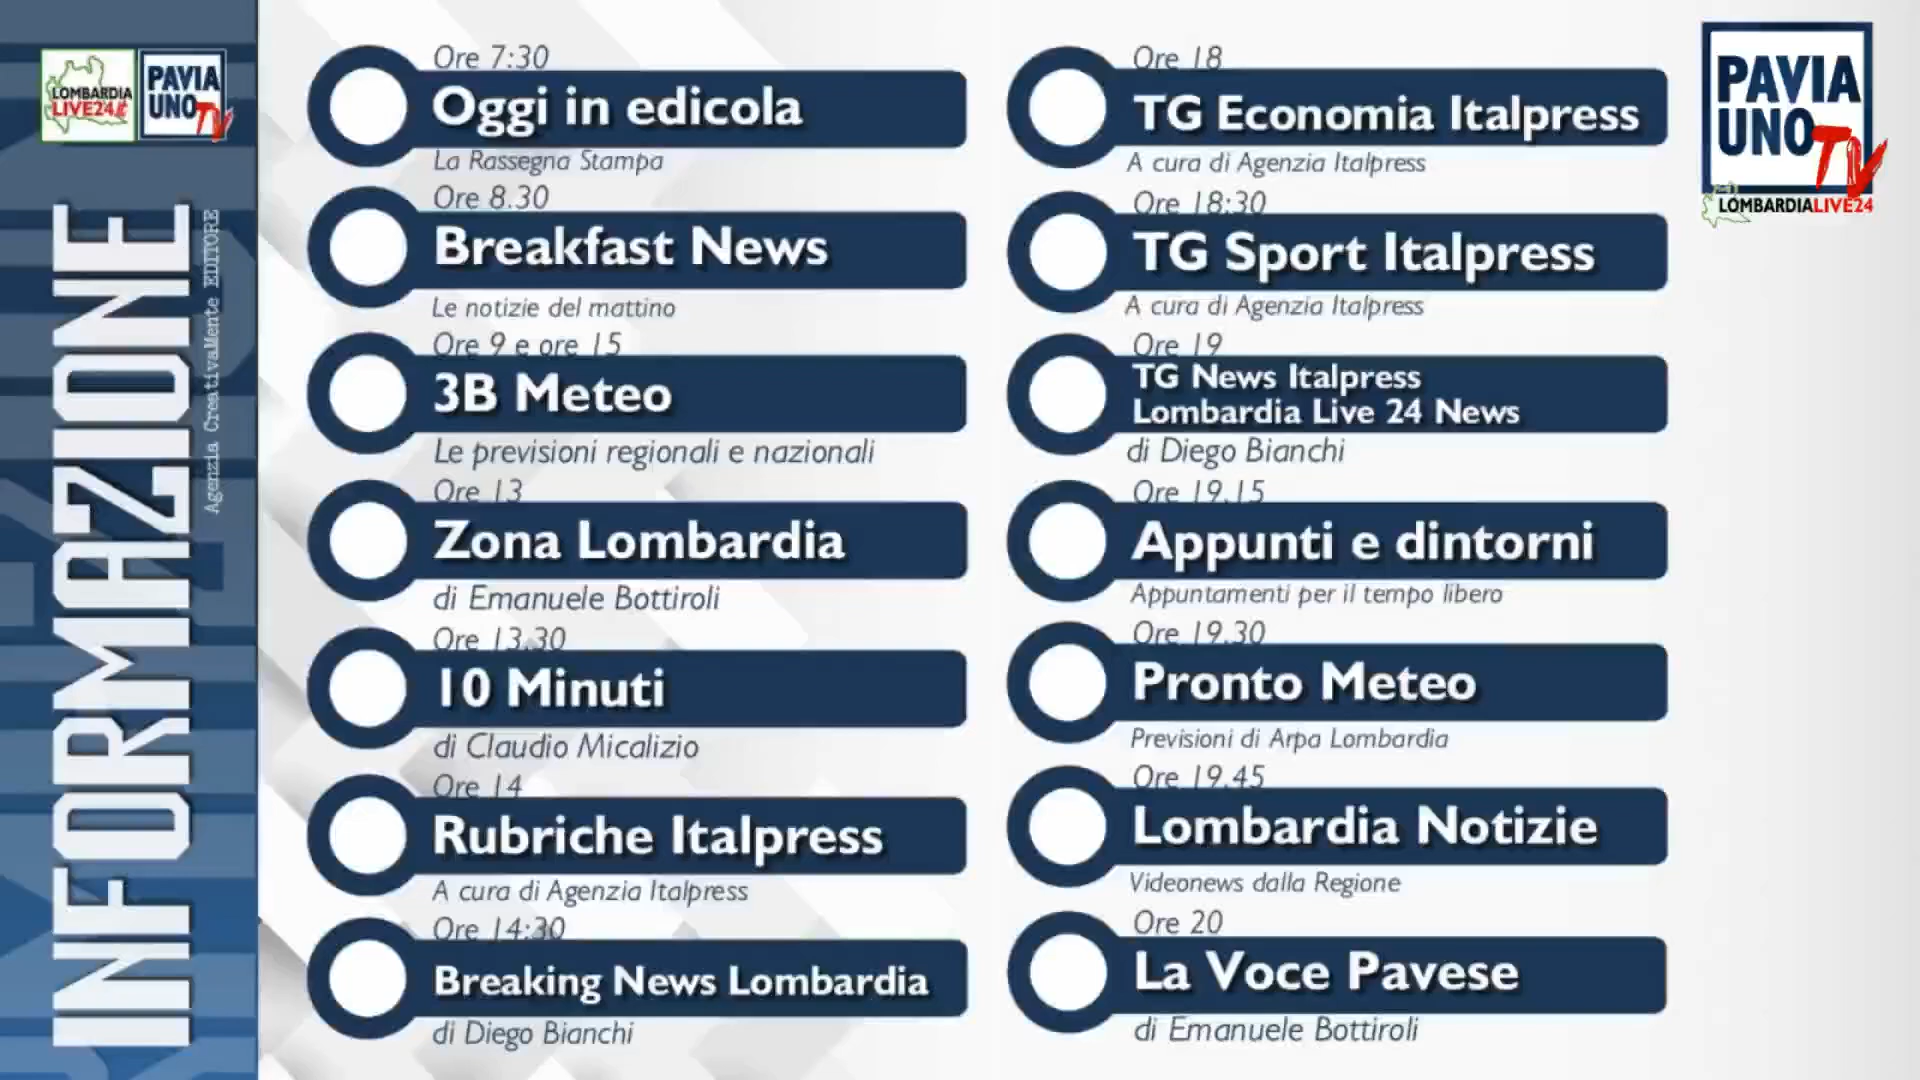 LOMBARDIA
LIVE24.it
PAVIA
UNO
TV
INFORMAZIONE
Agenzia CreativaMente EDITORE
Ore 7:30
Oggi in edicola
La Rassegna Stampa
Ore 8.30
Breakfast News
Le notizie del mattino
Ore 9 e ore 15
3B Meteo
Le previsioni regionali e nazionali
Ore 13
Zona Lombardia
di Emanuele Bottiroli
Ore 13.30
10 Minuti
di Claudio Micalizio
Ore 14
Rubriche Italpress
A cura di Agenzia Italpress
Ore 14:30
Breaking News Lombardia
di Diego Bianchi
Ore 18
TG Economia Italpress
A cura di Agenzia Italpress
Ore 18:30
TG Sport Italpress
A cura di Agenzia Italpress
Ore 19
TG News Italpress
Lombardia Live 24 News
di Diego Bianchi
Ore 19.15
Appunti e dintorni
Appuntamenti per il tempo libero
Ore 19.30
Pronto Meteo
Previsioni di Arpa Lombardia
Ore 19.45
Lombardia Notizie
Videonews dalla Regione
Ore 20
La Voce Pavese
di Emanuele Bottiroli
PAVIA
UNO
TV
LOMBARDIALIVE24